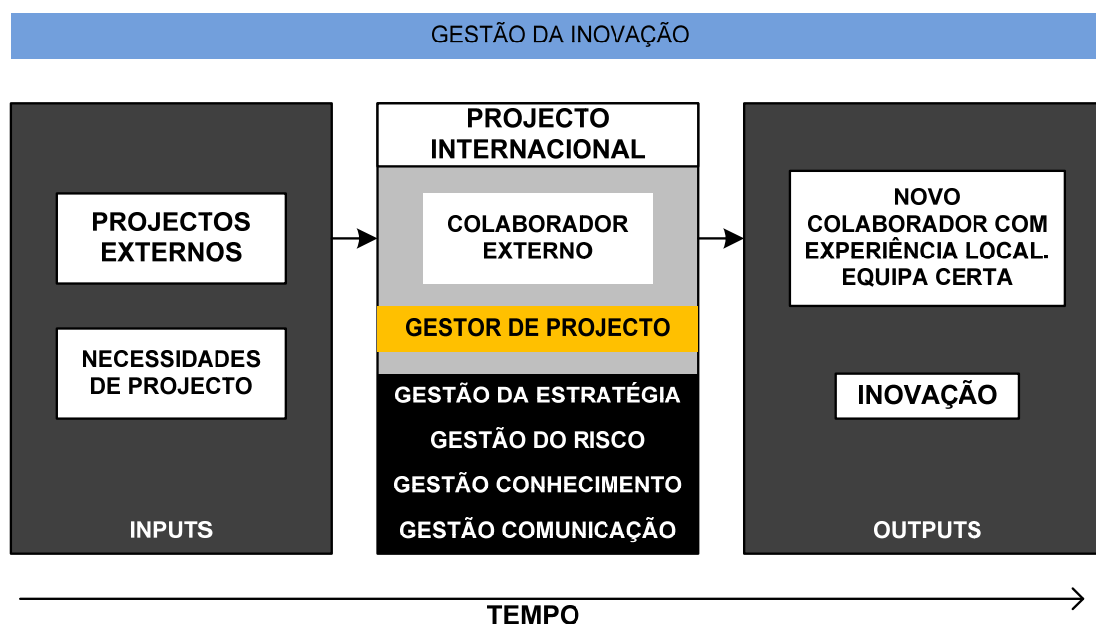 GESTÃO DA INOVAÇÃO
PROJECTOS
EXTERNOS
NECESSIDADES
DE PROJECTO
INPUTS
PROJECTO
INTERNACIONAL
COLABORADOR
EXTERNO
GESTOR DE PROJECTO
GESTÃO DA ESTRATÉGIA
GESTÃO DO RISCO
GESTÃO CONHECIMENTO
GESTÃO COMUNICAÇÃO
NOVO
COLABORADOR COM
EXPERIÊNCIA LOCAL.
EQUIPA CERTA
INOVAÇÃO
OUTPUTS
TEMPO